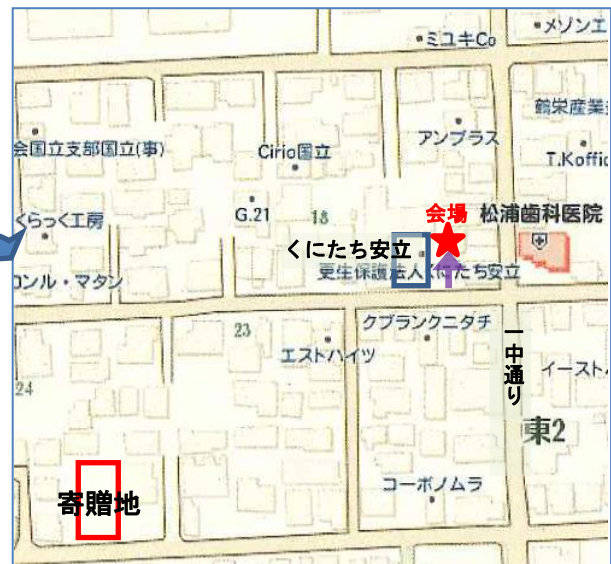 ミユキCo
メゾンエ
鶴栄産業
アンプラス
会国立支部国立(事)
Cirio国立
T.Koffi
くらっく工房
G.21
18
会場
松浦歯科医院
くにたち安立
更生保護法人くにたち安立
コンル・マタン
クブランクニタチ
23
エストハイツ
一中通り
イースト
24
東2
コーポノムラ
寄贈地